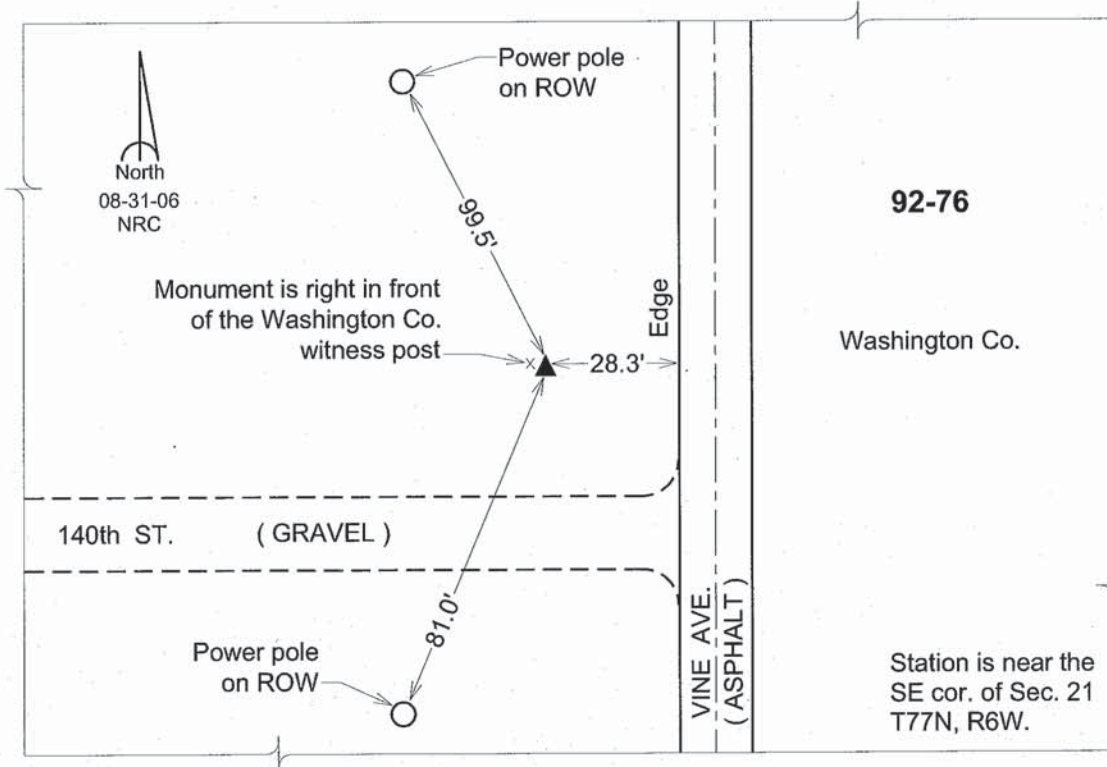 Power pole
on ROW
North
08-31-06
NRC
99.5'
92-76
Monument is right in front
of the Washington Co.
witness post
x
28.3'
Edge
Washington Co.
140th ST. ( GRAVEL )
81.0'
VINE AVE.
( ASPHALT )
Power pole
on ROW
Station is near the
SE cor. of Sec. 21
T77N, R6W.